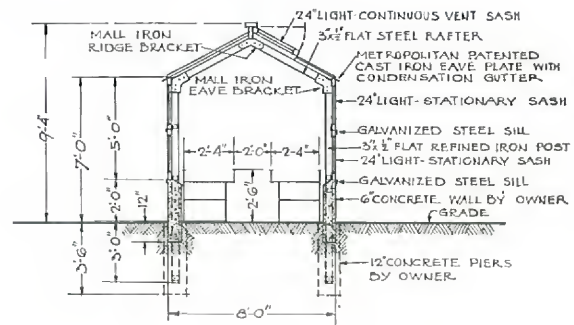 24" LIGHT-CONTINUOUS VENT SASH
3"x½" FLAT STEEL RAFTER
MALL IRON
RIDGE BRACKET
METROPOLITAN PATENTED
CAST IRON EAVE PLATE WITH
CONDENSATION GUTTER
MALL IRON
EAVE BRACKET
24" LIGHT-STATIONARY SASH
GALVANIZED STEEL SILL
3"x½" FLAT REFINED IRON POST
24" LIGHT-STATIONARY SASH
GALVANIZED STEEL SILL
6" CONCRETE WALL BY OWNER
GRADE
12" CONCRETE PIERS
BY OWNER
9'-4"
7'-0"
5'-0"
2'-0"
12"
3'-0"
3'-6"
2'-4"
2'-0"
2'-4"
2'-6"
8'-0"